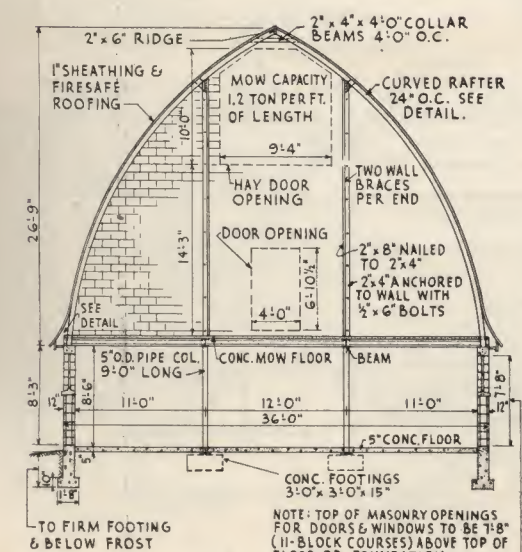 2" x 6" RIDGE
2" x 4" x 4'-0" COLLAR
BEAMS 4'-0" O.C.
1" SHEATHING &
FIRESAFE
ROOFING
MOW CAPACITY
1.2 TON PER FT.
OF LENGTH
CURVED RAFTER
24" O.C. SEE
DETAIL.
10'-0"
9'-4"
HAY DOOR
OPENING
TWO WALL
BRACES
PER END
26'-9"
14'-3"
DOOR OPENING
4'-0"
6'-10½"
2" x 8" NAILED
TO 2" x 4"
2" x 4" ANCHORED
TO WALL WITH
½" x 6" BOLTS
SEE
DETAIL
5" O.D. PIPE COL.
9'-0" LONG
CONC. MOW FLOOR
BEAM
8'-3"
12"
8'-6"
11'-0"
12'-0"
11'-0"
36'-0"
7'-8"
12"
5" CONC. FLOOR
5"
10"
1'-8"
CONC. FOOTINGS
3'-0" x 3'-0" x 15"
TO FIRM FOOTING
& BELOW FROST
NOTE: TOP OF MASONRY OPENINGS
FOR DOORS & WINDOWS TO BE 7'-8"
(11-BLOCK COURSES) ABOVE TOP OF